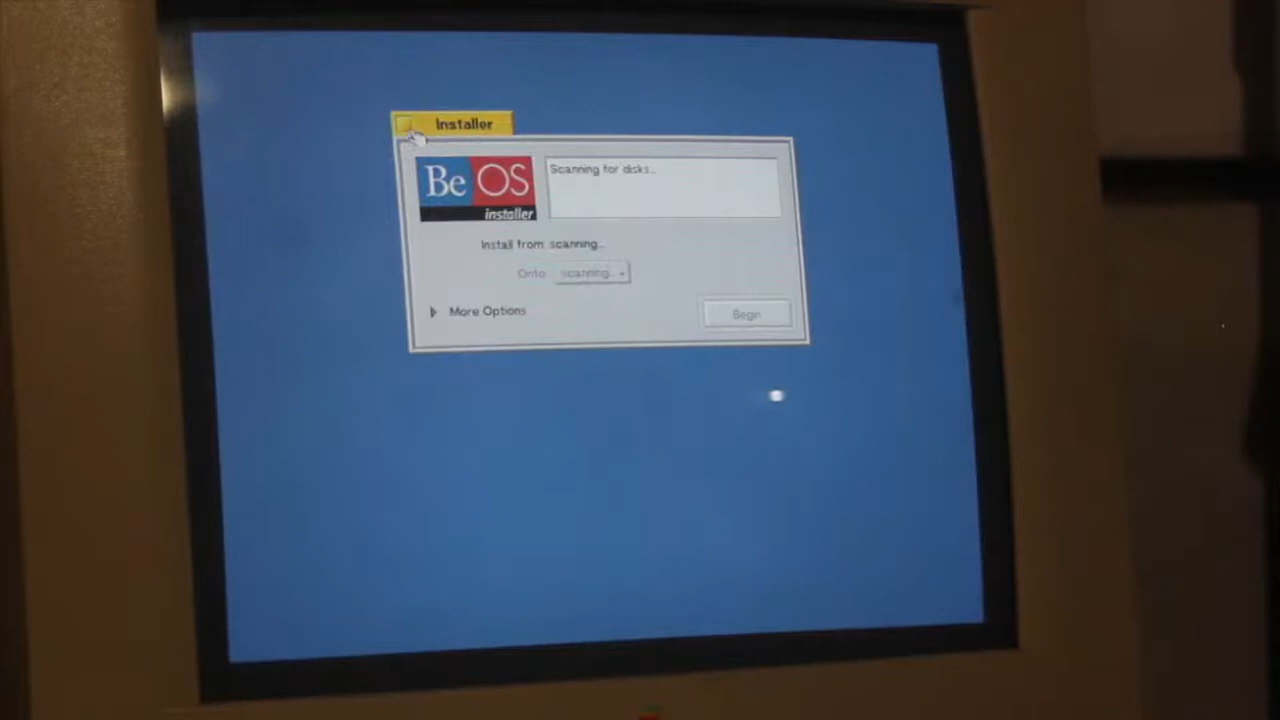 Installer
Be OS
installer
Scanning for disks...
Install from: scanning...
Onto: scanning...
More Options
Begin